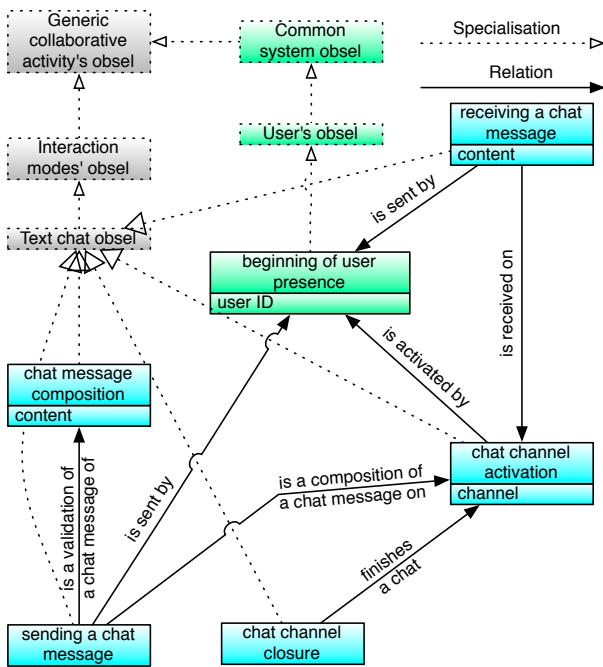 Generic
collaborative
activity's obsel
Common
system obsel
Specialisation
Relation
User's obsel
receiving a chat
message
content
Interaction
modes' obsel
is sent by
Text chat obsel
beginning of user
presence
user ID
is received on
is activated by
chat message
composition
content
chat channel
activation
channel
is a composition of
a chat message on
is sent by
is a validation of
a chat message of
finishes
a chat
sending a chat
message
chat channel
closure